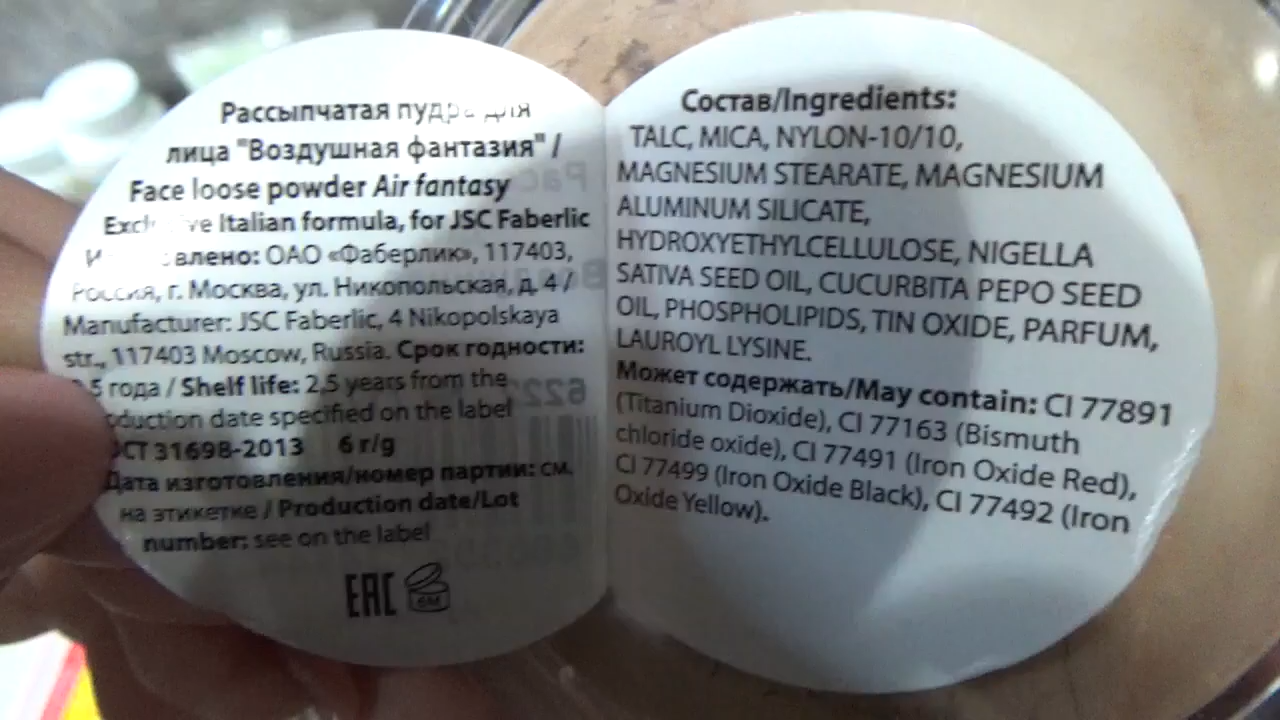 Рассыпчатая пудра для
лица "Воздушная фантазия" /
Face loose powder Air fantasy
Italian formula, for JSC Faberlic
ОАО «Фаберлик», 117403,
Россия, г. Москва, ул. Никопольская, д. 4 /
Manufacturer: JSC Faberlic, 4 Nikopolskaya
str., 117403 Moscow, Russia. Срок годности:
года / Shelf life: 2,5 years from the
date specified on the label
31698-2013 6 г/g
Дата изготовления/номер партии: см.
на этикетке / Production date/Lot
number: see on the label
EAC 6M
Состав/Ingredients:
TALC, MICA, NYLON-10/10,
MAGNESIUM STEARATE, MAGNESIUM
ALUMINUM SILICATE,
HYDROXYETHYLCELLULOSE, NIGELLA
SATIVA SEED OIL, CUCURBITA PEPO SEED
OIL, PHOSPHOLIPIDS, TIN OXIDE, PARFUM,
LAUROYL LYSINE.
Может содержать/May contain: CI 77891
(Titanium Dioxide), CI 77163 (Bismuth
chloride oxide), CI 77491 (Iron Oxide Red),
CI 77499 (Iron Oxide Black), CI 77492 (Iron
Oxide Yellow).